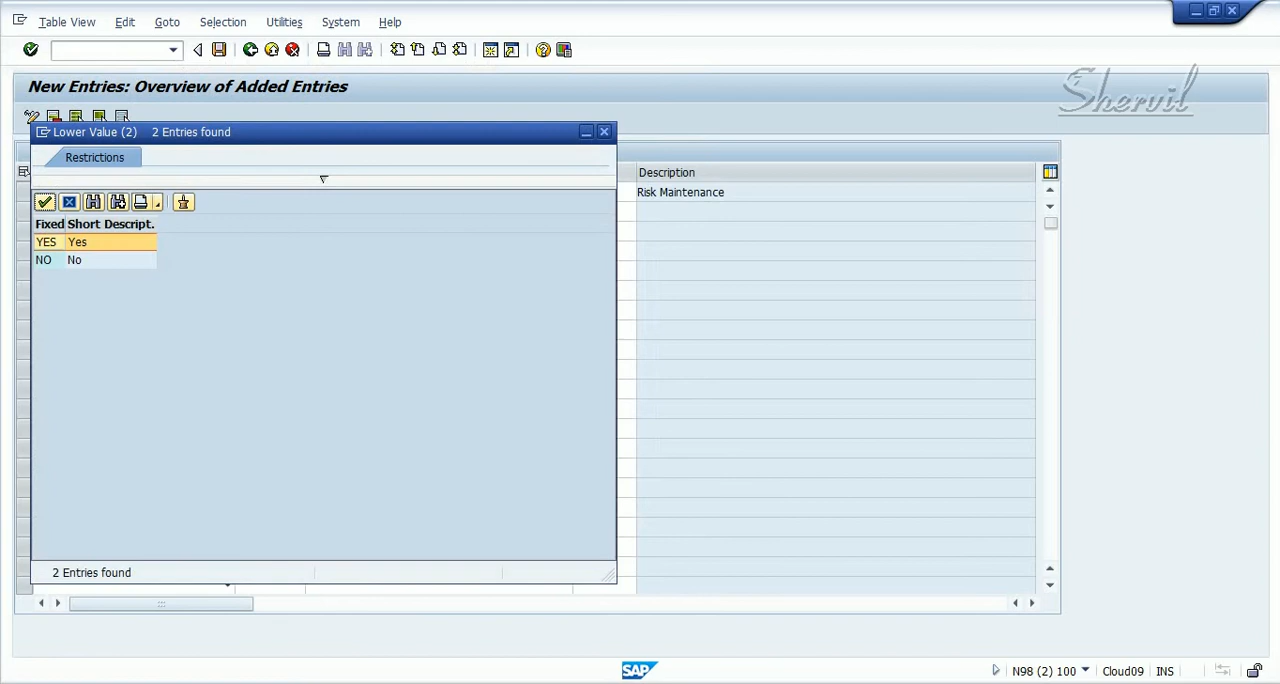 Table View Edit Goto Selection Utilities System Help
New Entries: Overview of Added Entries
Shervil
Lower Value (2) 2 Entries found
Restrictions
Description
Risk Maintenance
Fixed Short Descript.
YES Yes
NO No
2 Entries found
SAP
N98 (2) 100 Cloud09 INS